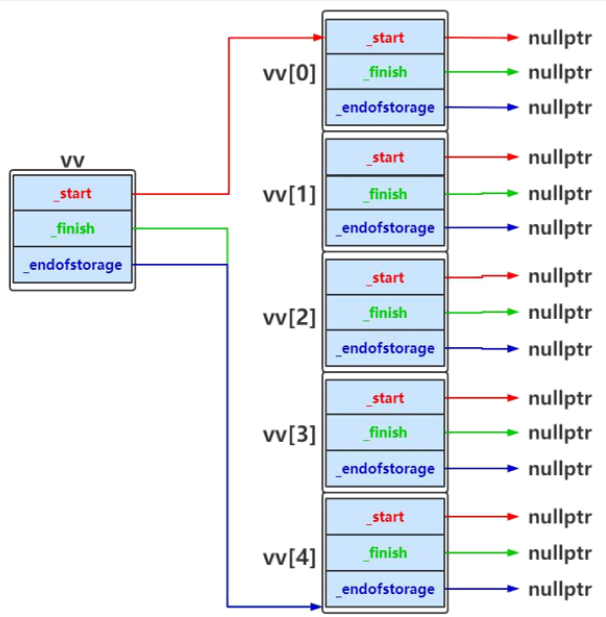 vv
_start
_finish
_endofstorage
vv[0]
_start
nullptr
_finish
nullptr
_endofstorage
nullptr
vv[1]
_start
nullptr
_finish
nullptr
_endofstorage
nullptr
vv[2]
_start
nullptr
_finish
nullptr
_endofstorage
nullptr
vv[3]
_start
nullptr
_finish
nullptr
_endofstorage
nullptr
vv[4]
_start
nullptr
_finish
nullptr
_endofstorage
nullptr